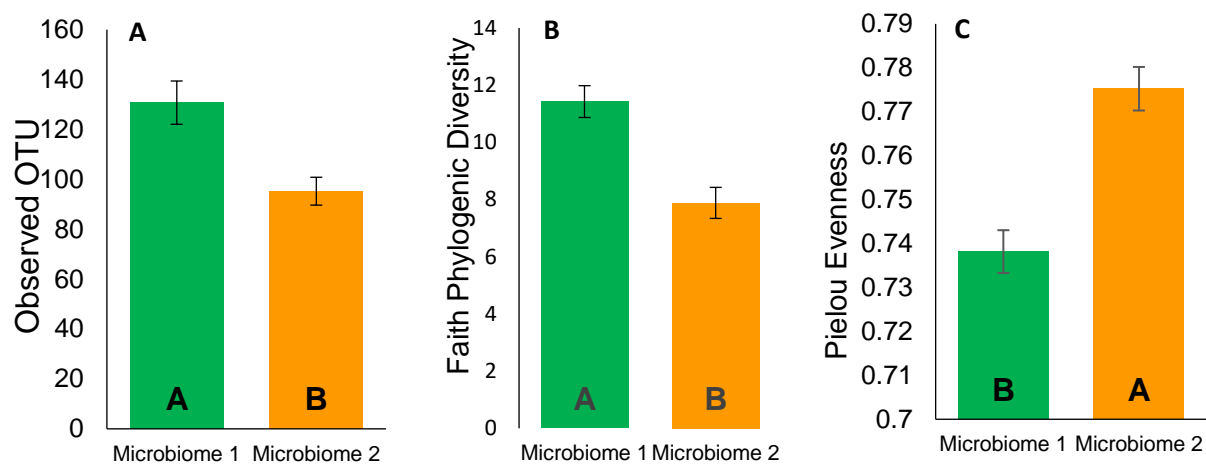 A
Observed OTU
160
140
120
100
80
60
40
20
0
A
B
Microbiome 1
Microbiome 2
B
Faith Phylogenic Diversity
14
12
10
8
6
4
2
0
A
B
Microbiome 1
Microbiome 2
C
Pielou Evenness
0.79
0.78
0.77
0.76
0.75
0.74
0.73
0.72
0.71
0.7
B
A
Microbiome 1
Microbiome 2